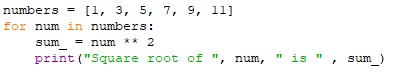 numbers = [1, 3, 5, 7, 9, 11]
for num in numbers:
    sum_ = num ** 2
    print("Square root of ", num, " is " , sum_)